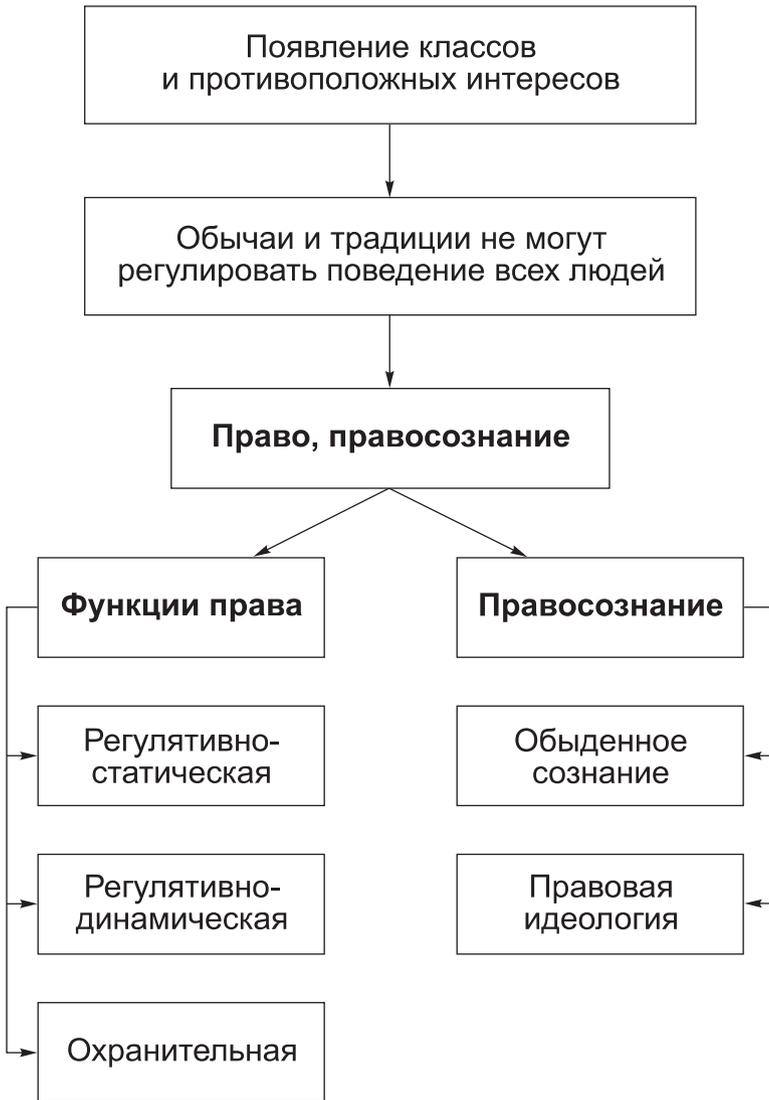 Появление классов
и противоположных интересов
Обычаи и традиции не могут
регулировать поведение всех людей
Право, правосознание
Функции права
Правосознание
Регулятивно-
статическая
Обыденное
сознание
Регулятивно-
динамическая
Правовая
идеология
Охранительная